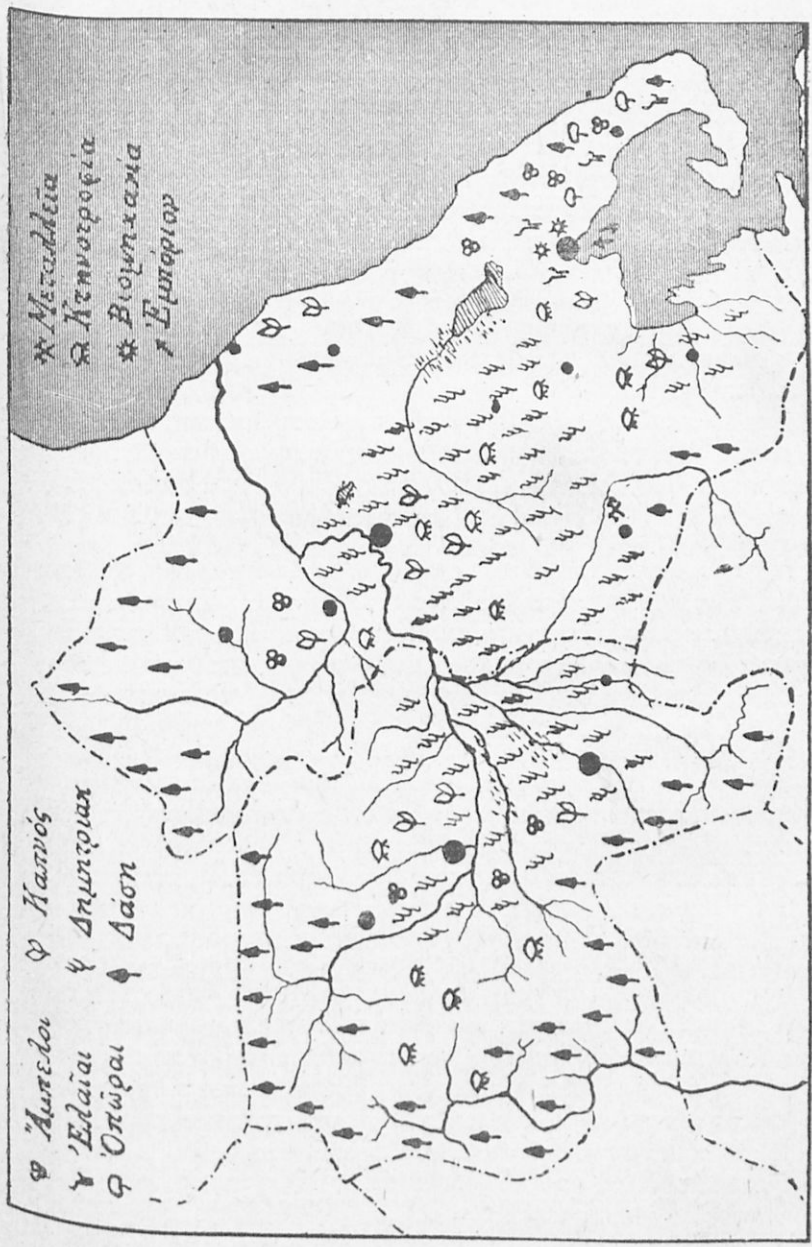 Ἄμπελοι
Ἐλαῖαι
Ὀπῶραι
Καπνός
Δημητριακ
Δάση
Μεταλλεῖα
Κτηνοτροφία
Βιομηχανία
Ἐμπόριον